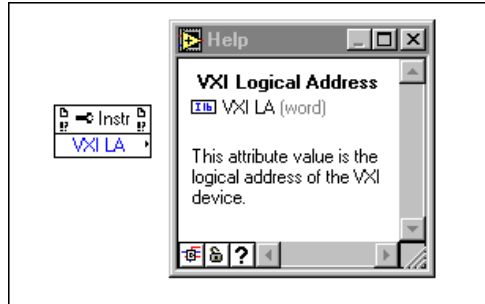 Instr
VXI LA
Help
VXI Logical Address
I16 VXI LA (word)
This attribute value is the
logical address of the VXI
device.
?